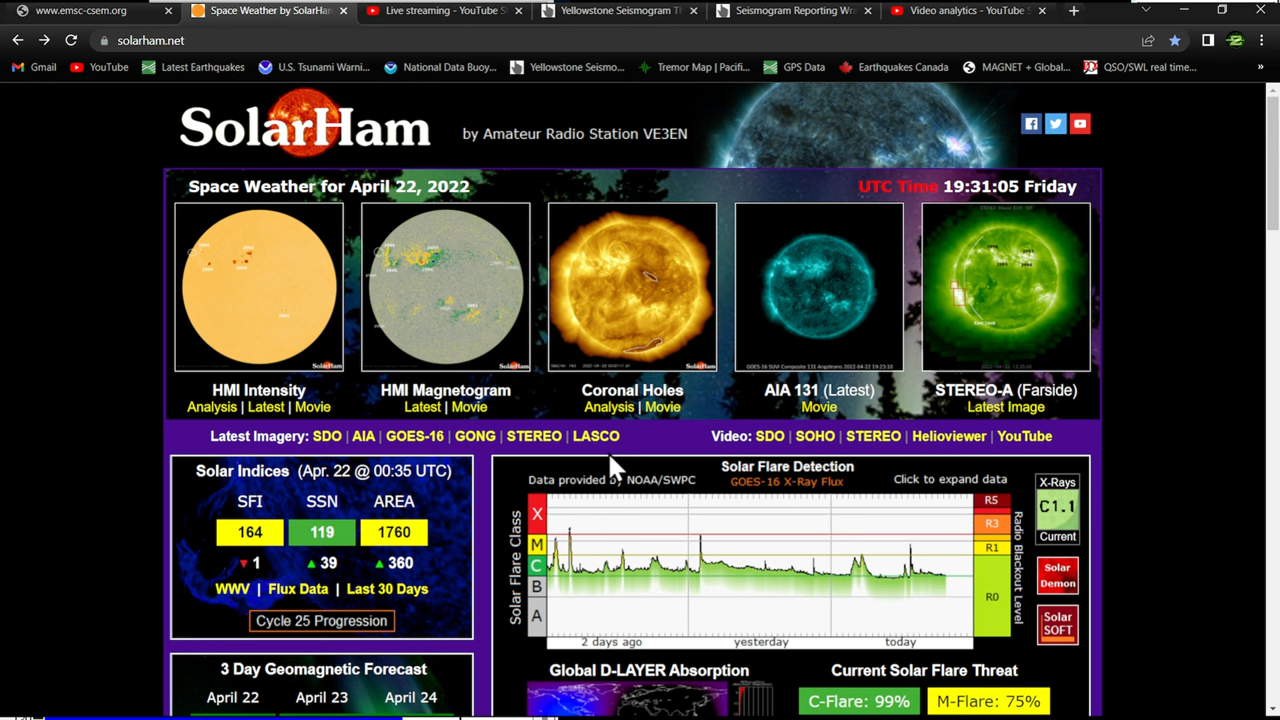 www.emsc-csem.org
Space Weather by SolarHam
Live streaming - YouTube S
Yellowstone Seismogram Th
Seismogram Reporting Wra
Video analytics - YouTube S
solarham.net
Gmail
YouTube
Latest Earthquakes
U.S. Tsunami Warni...
National Data Buoy...
Yellowstone Seismo...
Tremor Map | Pacifi...
GPS Data
Earthquakes Canada
MAGNET + Global...
QSO/SWL real time...
»
SolarHam
by Amateur Radio Station VE3EN
Space Weather for April 22, 2022
UTC Time 19:31:05 Friday
HMI Intensity
Analysis | Latest | Movie
HMI Magnetogram
Latest | Movie
Coronal Holes
Analysis | Movie
AIA 131 (Latest)
Movie
STEREO-A (Farside)
Latest Image
Latest Imagery: SDO | AIA | GOES-16 | GONG | STEREO | LASCO
Video: SDO | SOHO | STEREO | Helioviewer | YouTube
Solar Indices (Apr. 22 @ 00:35 UTC)
SFI SSN AREA
164 119 1760
▼ 1 ▲ 39 ▲ 360
WWV | Flux Data | Last 30 Days
Cycle 25 Progression
3 Day Geomagnetic Forecast
April 22 April 23 April 24
Solar Flare Detection
Data provided by NOAA/SWPC
GOES-16 X-Ray Flux
Click to expand data
Solar Flare Class
X
M
C
B
A
2 days ago yesterday today
R5
R3
R1
R0
Radio Blackout Level
X-Rays
C1.1
Current
Solar
Demon
Solar
SOFT
Global D-LAYER Absorption
Current Solar Flare Threat
C-Flare: 99%
M-Flare: 75%